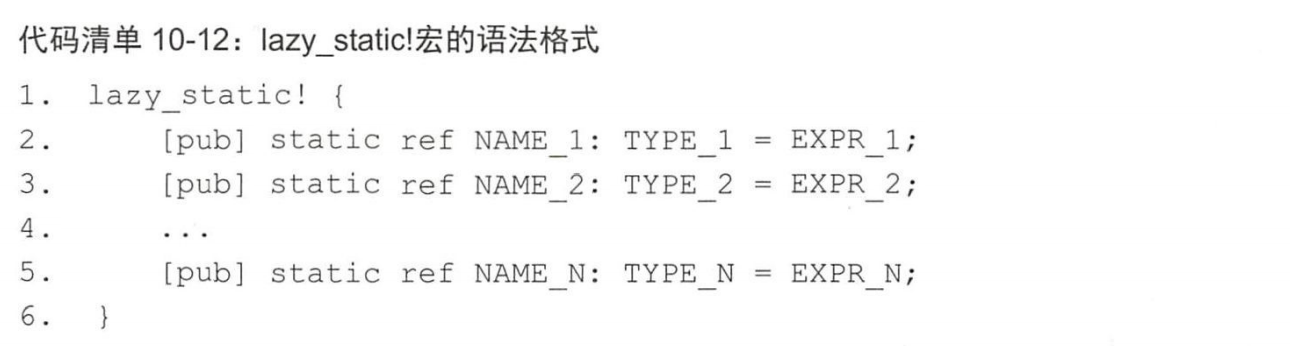 代码清单 10-12：lazy_static!宏的语法格式
1. lazy_static! {
2.     [pub] static ref NAME_1: TYPE_1 = EXPR_1;
3.     [pub] static ref NAME_2: TYPE_2 = EXPR_2;
4.     ...
5.     [pub] static ref NAME_N: TYPE_N = EXPR_N;
6. }